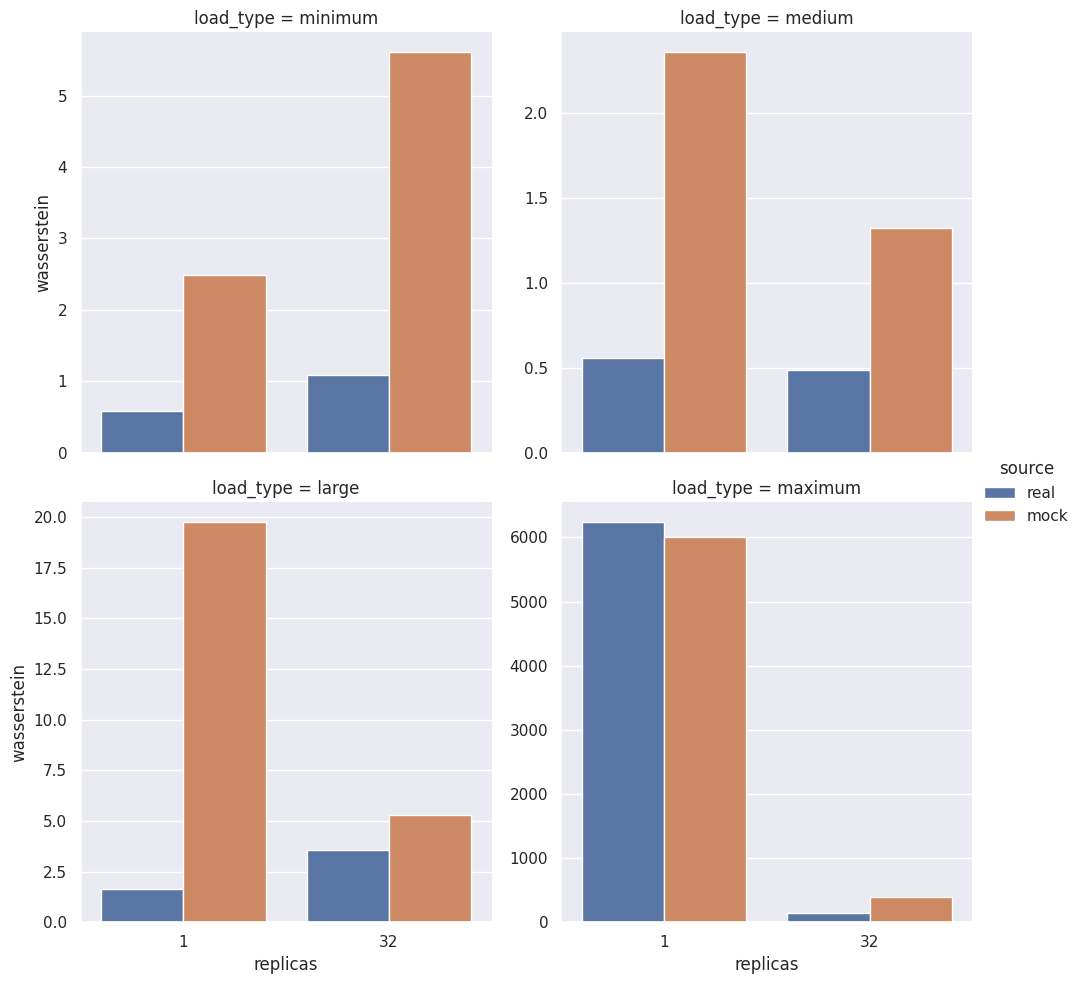 load_type = minimum
load_type = medium
wasserstein
5
4
3
2
1
0
2.0
1.5
1.0
0.5
0.0
load_type = large
load_type = maximum
wasserstein
20.0
17.5
15.0
12.5
10.0
7.5
5.0
2.5
0.0
6000
5000
4000
3000
2000
1000
0
1
32
1
32
replicas
replicas
source
real
mock